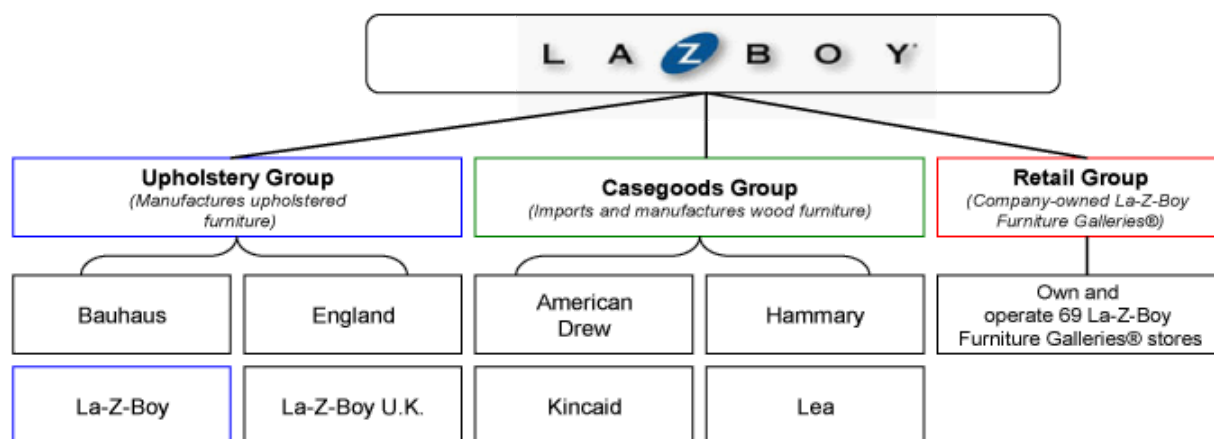 LAZBOY
Upholstery Group
(Manufactures upholstered
furniture)
Casegoods Group
(Imports and manufactures wood furniture)
Retail Group
(Company-owned La-Z-Boy
Furniture Galleries®)
Bauhaus
England
American
Drew
Hammary
Own and
operate 69 La-Z-Boy
Furniture Galleries® stores
La-Z-Boy
La-Z-Boy U.K.
Kincaid
Lea